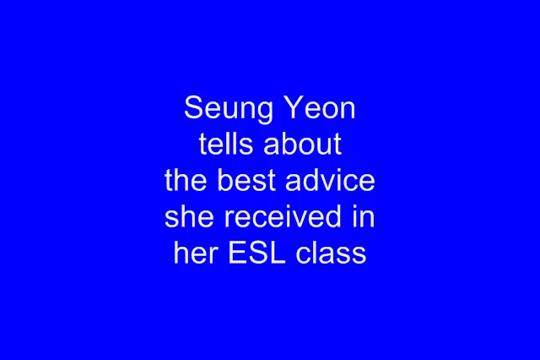 Seung Yeon
tells about
the best advice
she received in
her ESL class